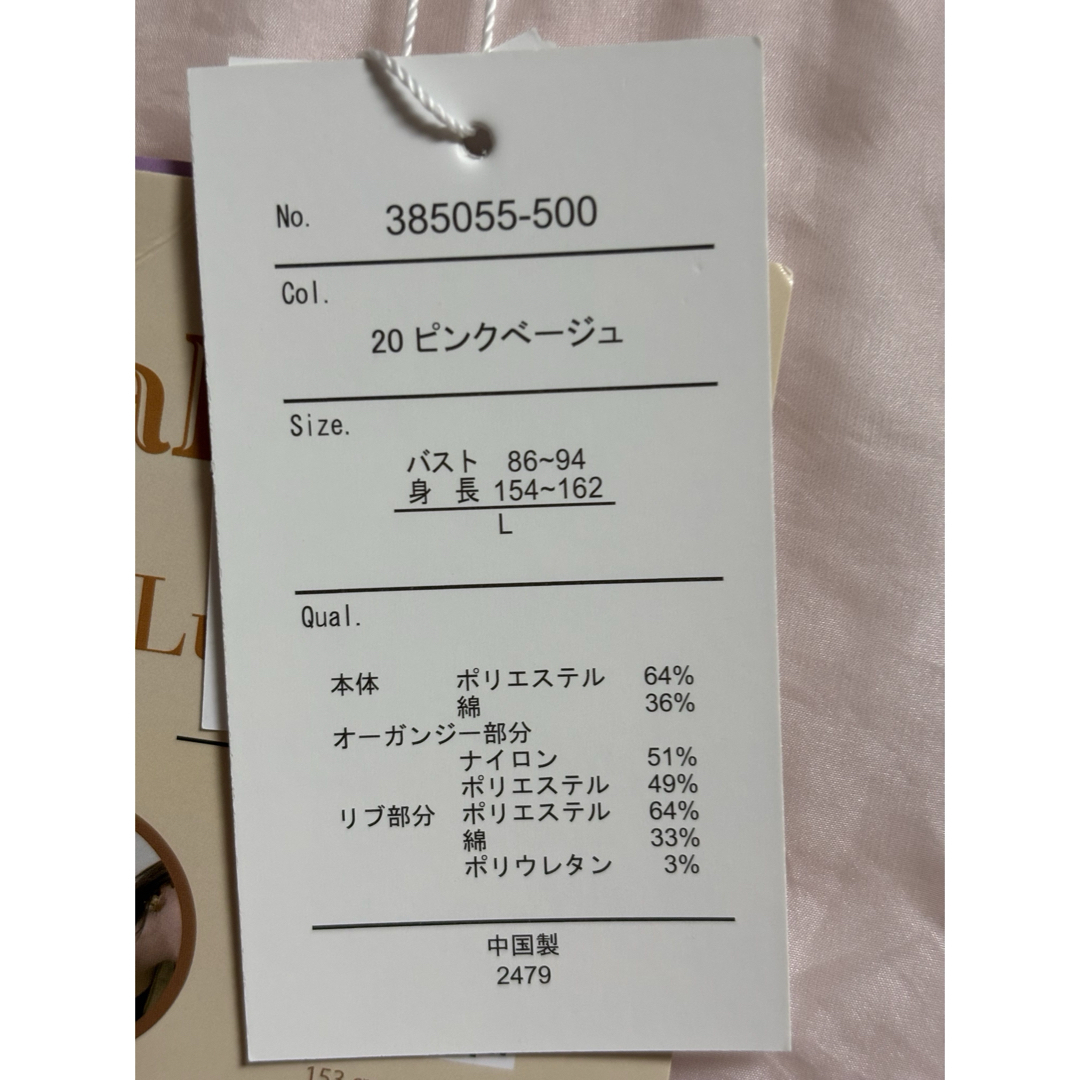 No. 385055-500
Col.
20 ピンクベージュ
Size.
バスト 86~94
身 長 154~162
L
Qual.
本体 ポリエステル 64%
綿 36%
オーガンジー部分
ナイロン 51%
ポリエステル 49%
リブ部分 ポリエステル 64%
綿 33%
ポリウレタン 3%
中国製
2479